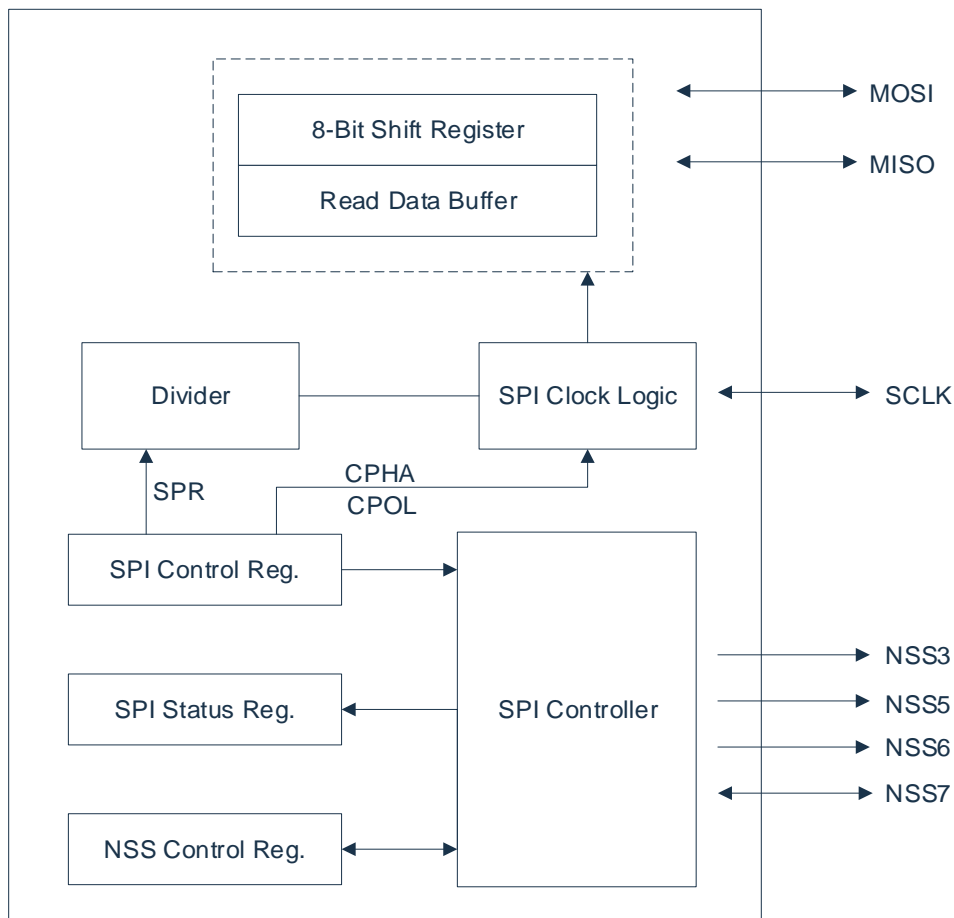 MOSI
8-Bit Shift Register
MISO
Read Data Buffer
Divider
SPI Clock Logic
SCLK
CPHA
SPR
CPOL
SPI Control Reg.
NSS3
SPI Status Reg.
SPI Controller
NSS5
NSS6
NSS7
NSS Control Reg.